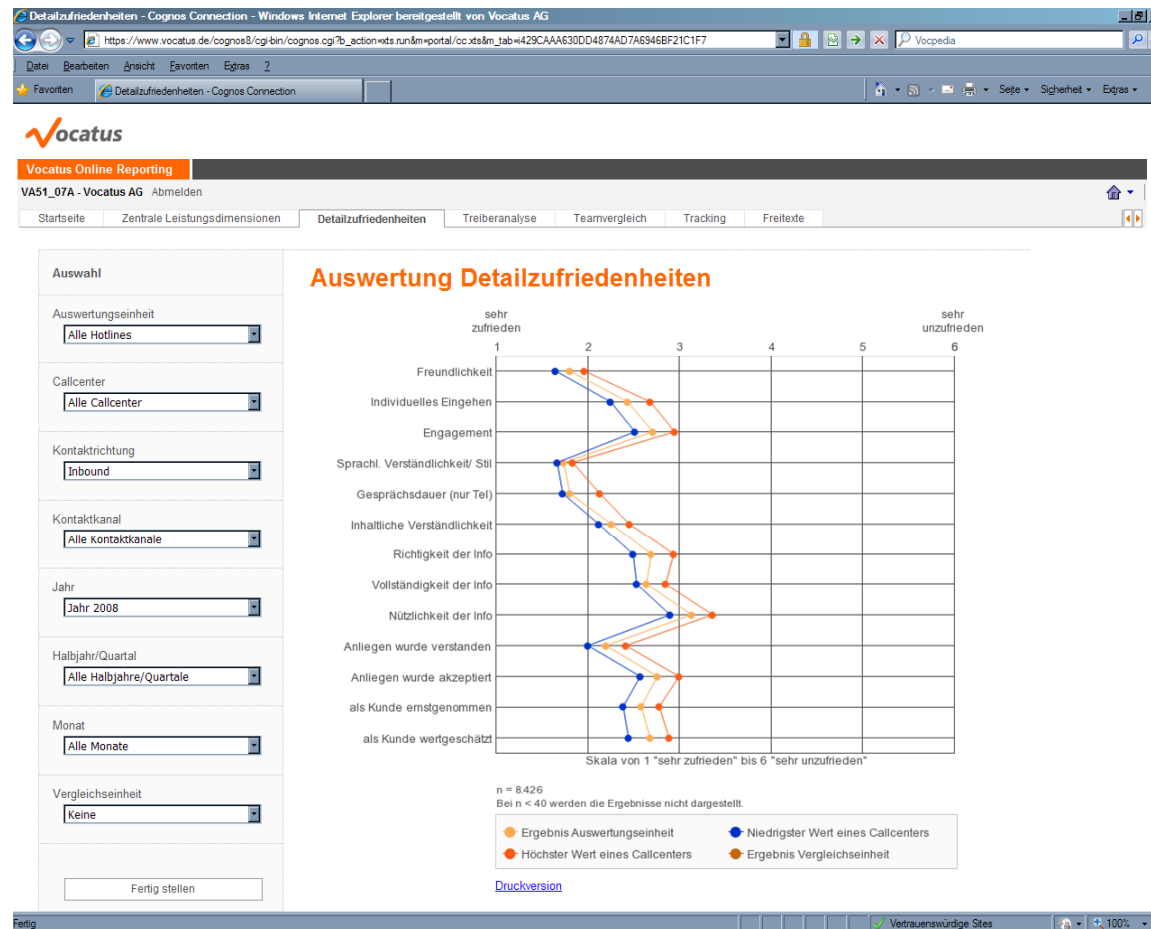 Detailzufriedenheiten - Cognos Connection - Windows Internet Explorer bereitgestellt von Vocatus AG
https://www.vocatus.de/cognos8/cgi-bin/cognos.cgi?b_action=xts.run&m=portal/cc.xts&m_tab=i429CAAA630DD4874AD7A6946BF21C1F7
Vocpedia
Datei Bearbeiten Ansicht Favoriten Extras ?
Favoriten Detailzufriedenheiten - Cognos Connection Seite Sicherheit Extras
Vocatus
Vocatus Online Reporting
VA51_07A - Vocatus AG Abmelden
Startseite Zentrale Leistungsdimensionen Detailzufriedenheiten Treiberanalyse Teamvergleich Tracking Freitexte
Auswahl
Auswertungseinheit
Alle Hotlines
Callcenter
Alle Callcenter
Kontaktrichtung
Inbound
Kontaktkanal
Alle Kontaktkanäle
Jahr
Jahr 2008
Halbjahr/Quartal
Alle Halbjahre/Quartale
Monat
Alle Monate
Vergleichseinheit
Keine
Fertig stellen
Auswertung Detailzufriedenheiten
sehr zufrieden
sehr unzufrieden
1 2 3 4 5 6
Freundlichkeit
Individuelles Eingehen
Engagement
Sprachl. Verständlichkeit/ Stil
Gesprächsdauer (nur Tel)
Inhaltliche Verständlichkeit
Richtigkeit der Info
Vollständigkeit der Info
Nützlichkeit der Info
Anliegen wurde verstanden
Anliegen wurde akzeptiert
als Kunde ernstgenommen
als Kunde wertgeschätzt
Skala von 1 "sehr zufrieden" bis 6 "sehr unzufrieden"
n = 8.426
Bei n < 40 werden die Ergebnisse nicht dargestellt.
Ergebnis Auswertungseinheit Niedrigster Wert eines Callcenters
Höchster Wert eines Callcenters Ergebnis Vergleichseinheit
Druckversion
Fertig Vertrauenswürdige Sites 100%